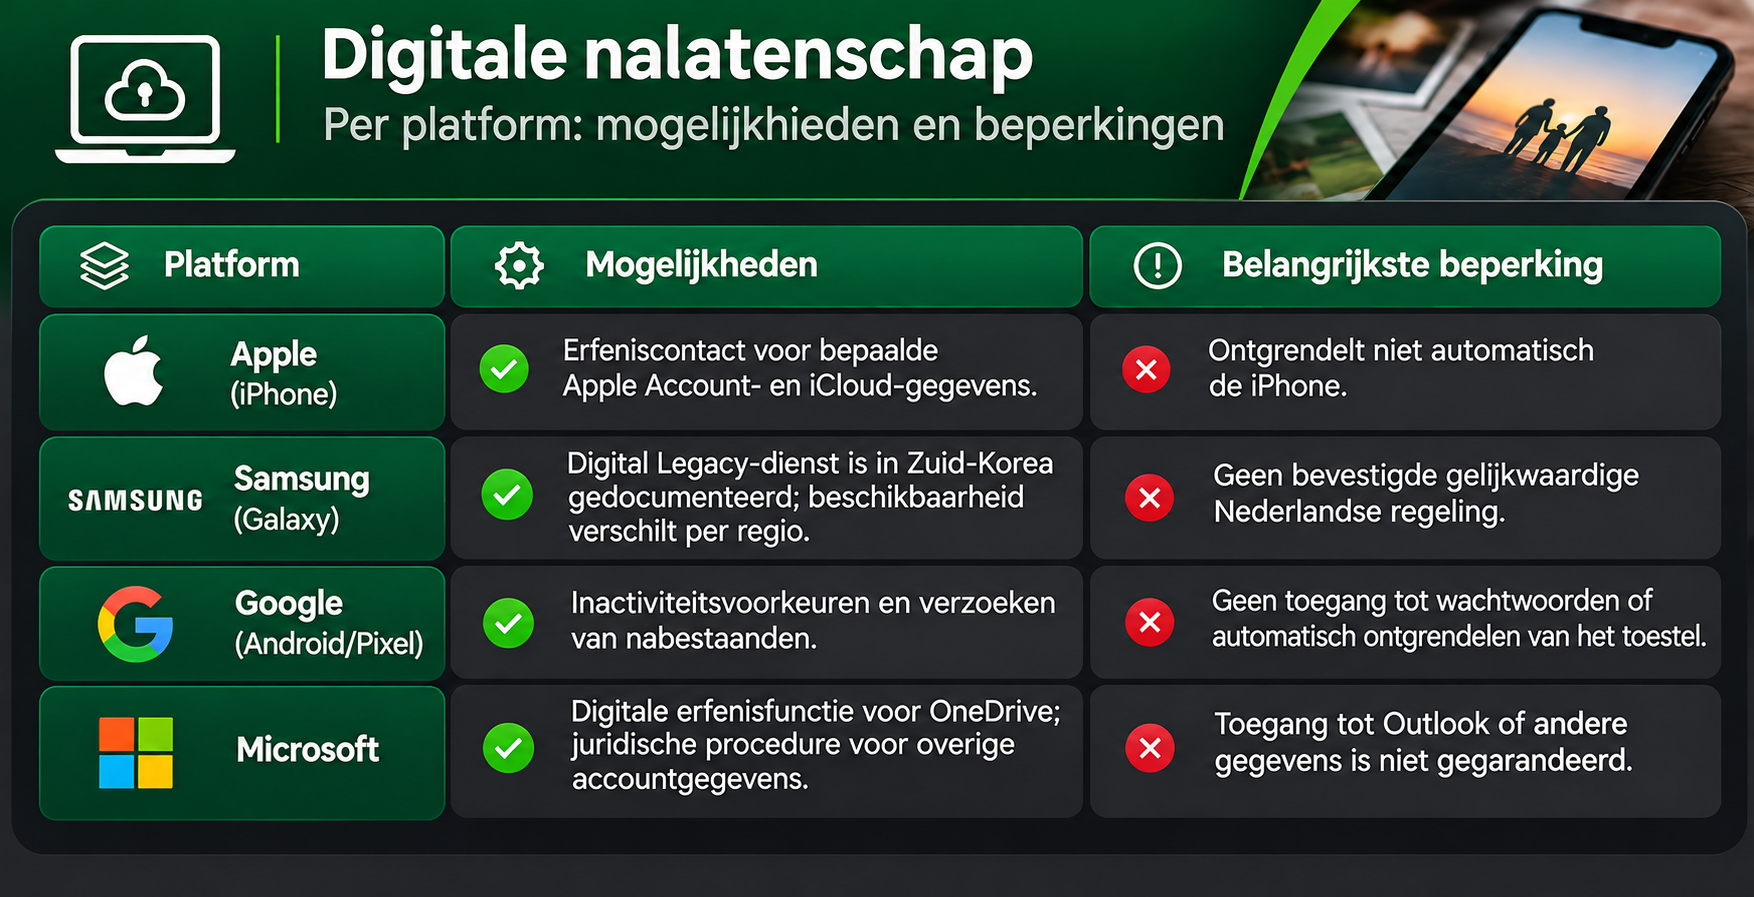 Digitale nalatenschap
Per platform: mogelijkhieden en beperkingen
Platform
Mogelijkheden
Belangrijkste beperking
Apple
(iPhone)
Erfeniscontact voor bepaalde
Apple Account- en iCloud-gegevens.
Ontgrendelt niet automatisch
de iPhone.
SAMSUNG
Samsung
(Galaxy)
Digital Legacy-dienst is in Zuid-Korea
gedocumenteerd; beschikbaarheid
verschilt per regio.
Geen bevestigde gelijkwaardige
Nederlandse regeling.
Google
(Android/Pixel)
Inactiviteitsvoorkeuren en verzoeken
van nabestaanden.
Geen toegang tot wachtwoorden of
automatisch ontgrendelen van het toestel.
Microsoft
Digitale erfenisfunctie voor OneDrive;
juridische procedure voor overige
accountgegevens.
Toegang tot Outlook of andere
gegevens is niet gegarandeerd.